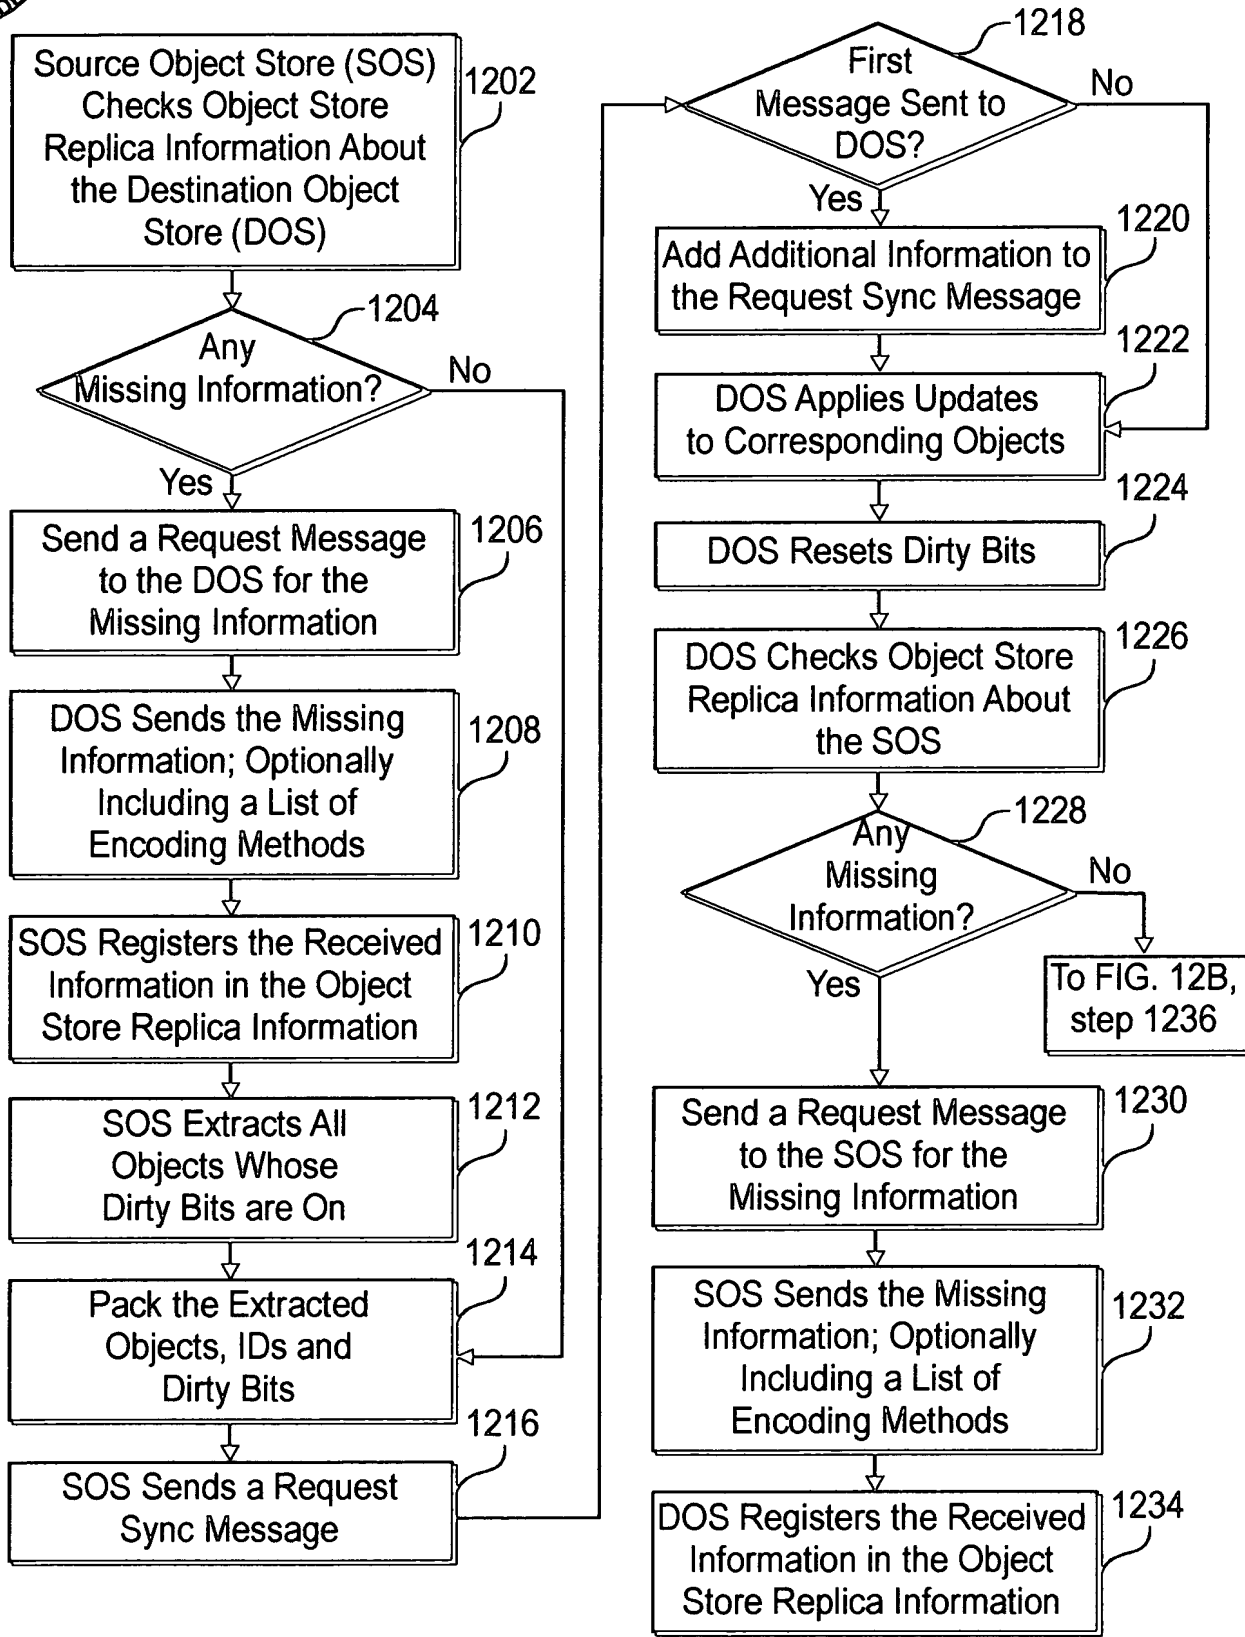 Source Object Store (SOS)
Checks Object Store
Replica Information About
the Destination Object
Store (DOS)
1202
Any
Missing Information?
1204
No
Yes
Send a Request Message
to the DOS for the
Missing Information
1206
DOS Sends the Missing
Information; Optionally
Including a List of
Encoding Methods
1208
SOS Registers the Received
Information in the Object
Store Replica Information
1210
SOS Extracts All
Objects Whose
Dirty Bits are On
1212
Pack the Extracted
Objects, IDs and
Dirty Bits
1214
SOS Sends a Request
Sync Message
1216
First
Message Sent to
DOS?
1218
No
Yes
Add Additional Information to
the Request Sync Message
1220
DOS Applies Updates
to Corresponding Objects
1222
DOS Resets Dirty Bits
1224
DOS Checks Object Store
Replica Information About
the SOS
1226
Any
Missing
Information?
1228
No
Yes
To FIG. 12B,
step 1236
Send a Request Message
to the SOS for the
Missing Information
1230
SOS Sends the Missing
Information; Optionally
Including a List of
Encoding Methods
1232
DOS Registers the Received
Information in the Object
Store Replica Information
1234